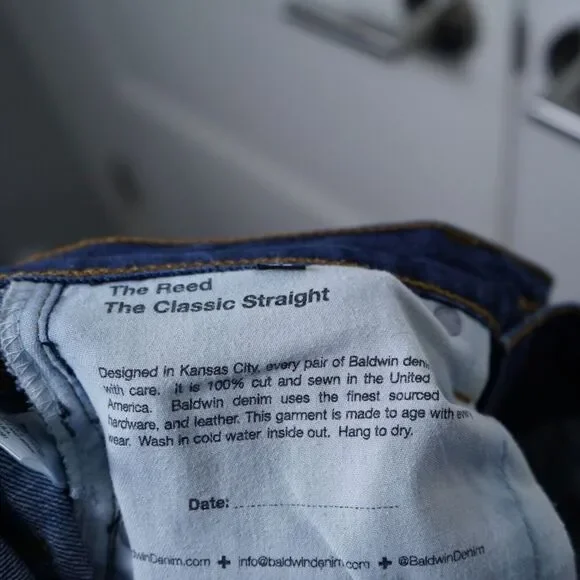 The Reed
The Classic Straight
Designed in Kansas City, every pair of Baldwin
with care. It is 100% cut and sewn in the United
America. Baldwin denim uses the finest sourced
hardware, and leather. This garment is made to age with
wear. Wash in cold water inside out. Hang to dry.
Date:
info@baldwindenim.com + @BaldwinDenim